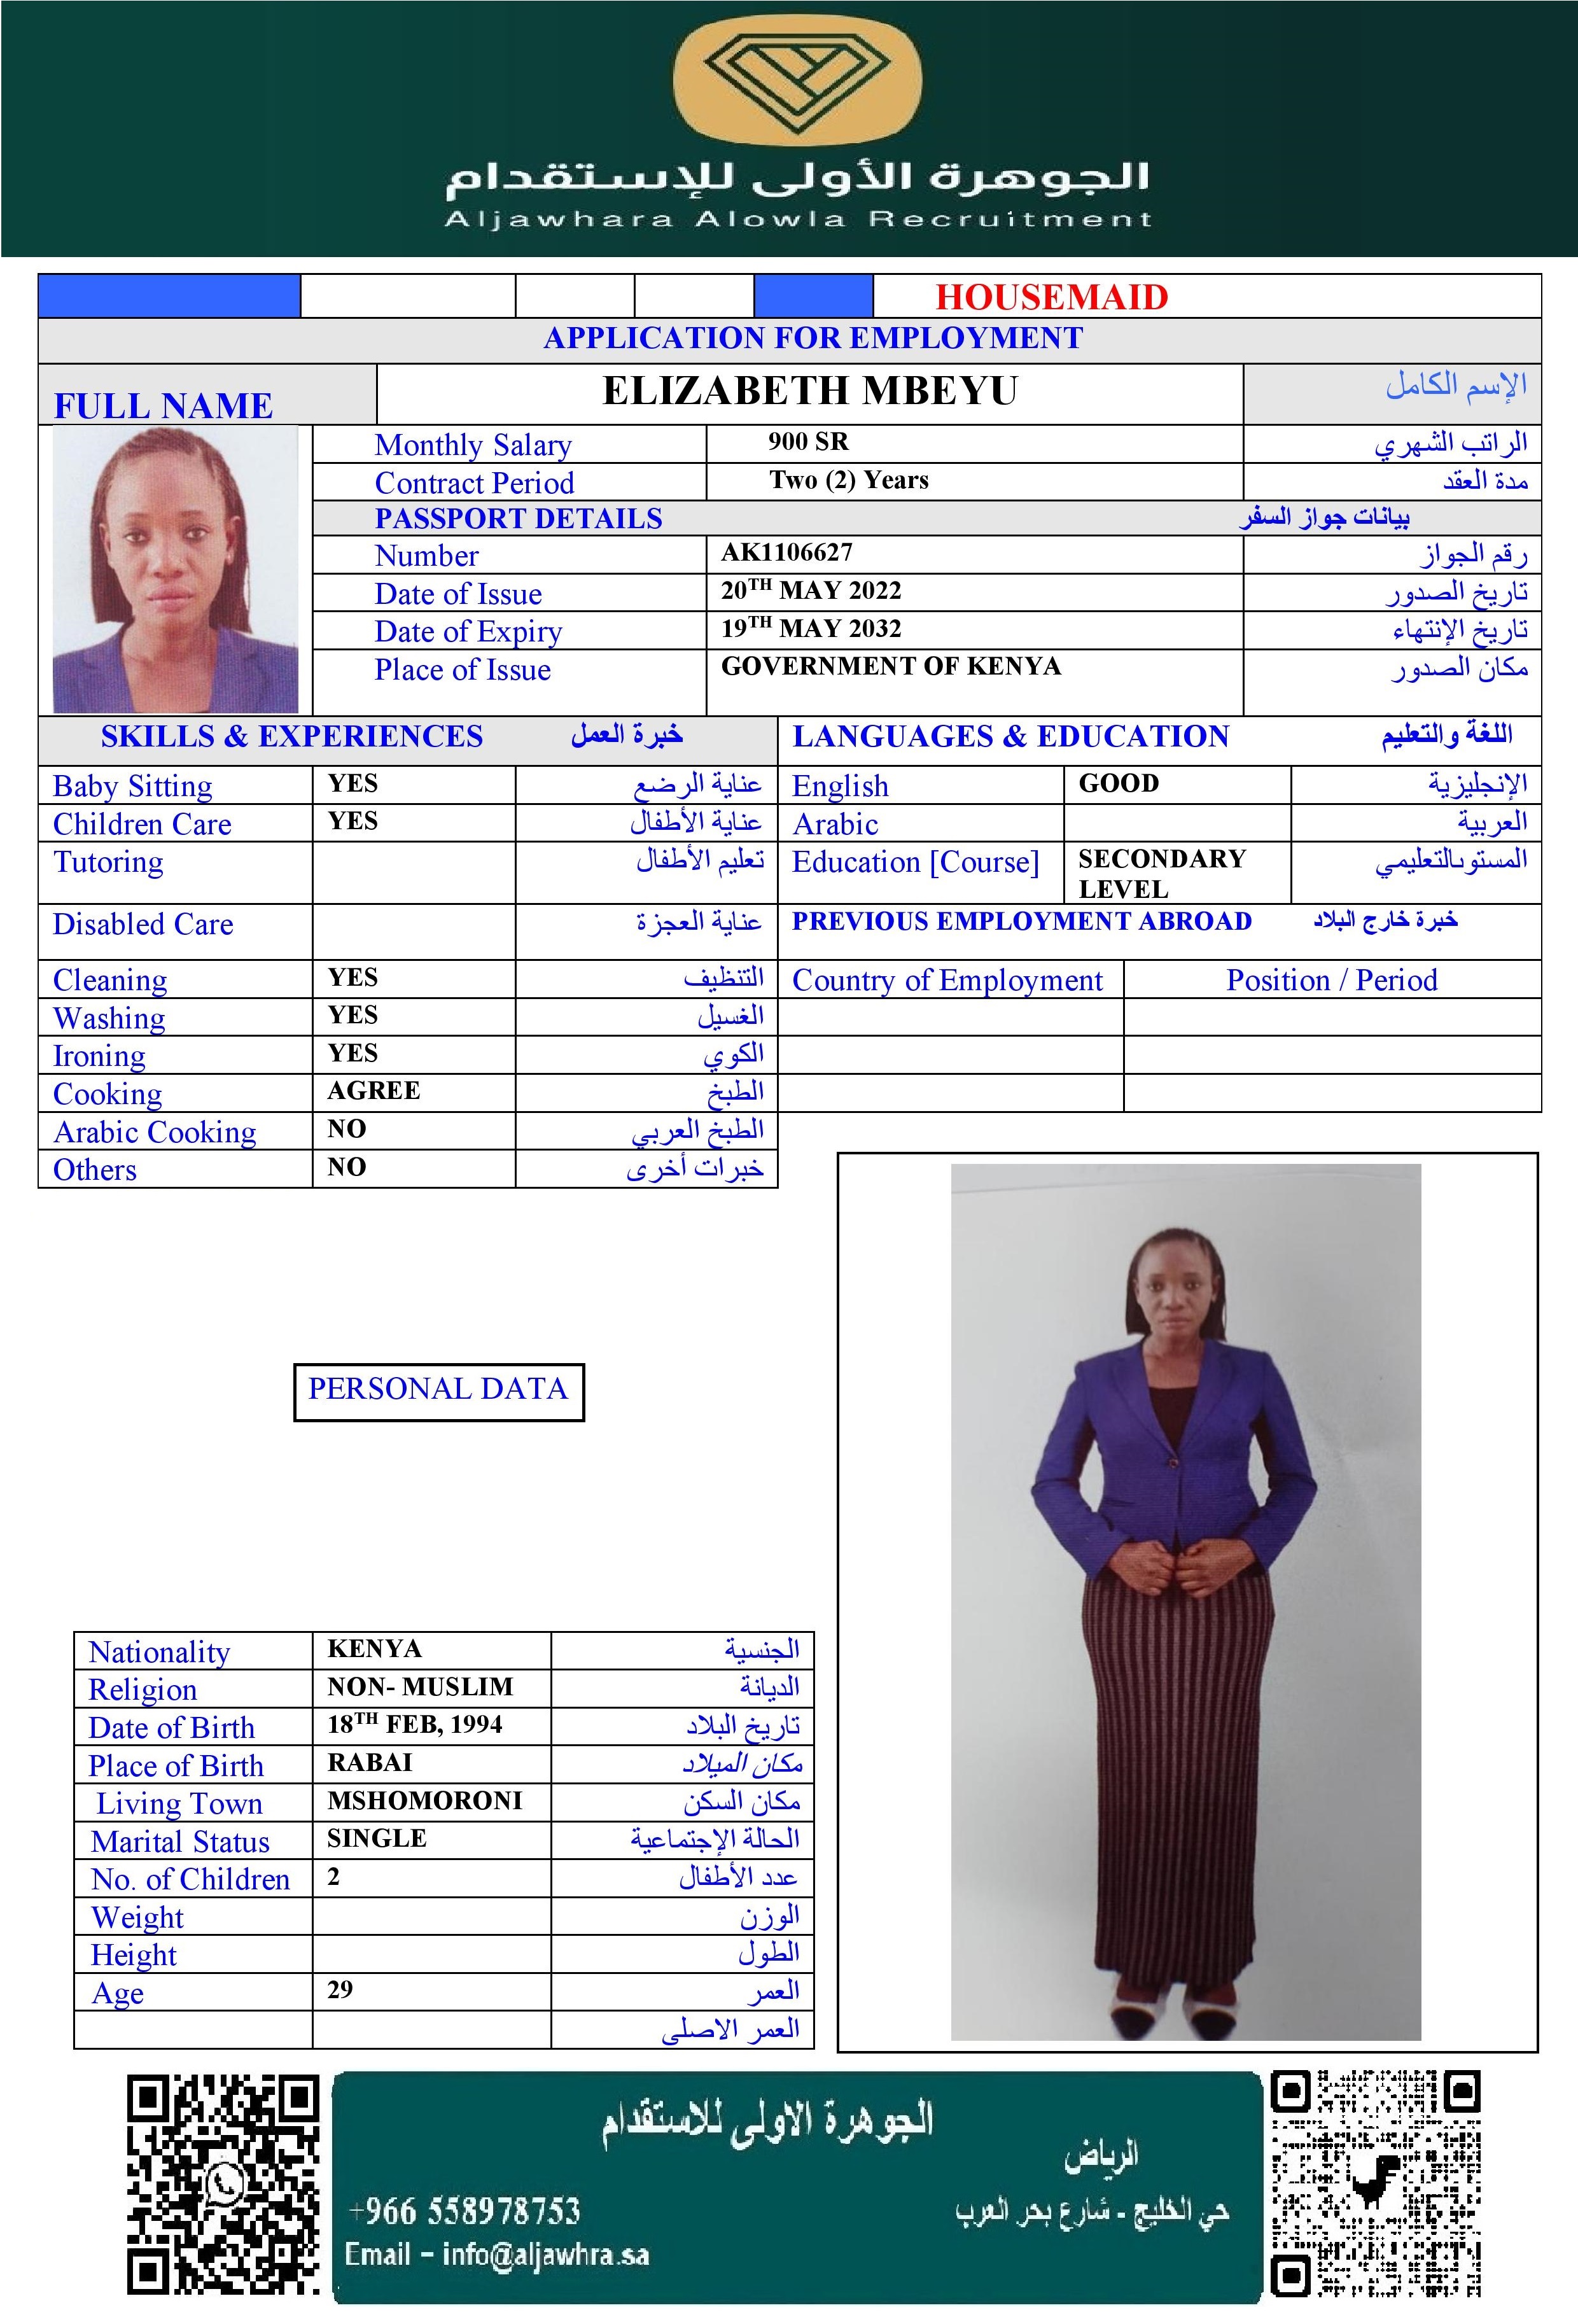 الجوهرة الأولى للإستقدام
Aljawhara Alowla Recruitment
HOUSEMAID
APPLICATION FOR EMPLOYMENT
FULL NAME ELIZABETH MBEYU الإسم الكامل
Monthly Salary 900 SR الراتب الشهري
Contract Period Two (2) Years مدة العقد
PASSPORT DETAILS بيانات جواز السفر
Number AK1106627 رقم الجواز
Date of Issue 20TH MAY 2022 تاريخ الصدور
Date of Expiry 19TH MAY 2032 تاريخ الإنتهاء
Place of Issue GOVERNMENT OF KENYA مكان الصدور
SKILLS & EXPERIENCES خبرة العمل
Baby Sitting YES عناية الرضع
Children Care YES عناية الأطفال
Tutoring تعليم الأطفال
Disabled Care عناية العجزة
Cleaning YES التنظيف
Washing YES الغسيل
Ironing YES الكوي
Cooking AGREE الطبخ
Arabic Cooking NO الطبخ العربي
Others NO خبرات أخرى
LANGUAGES & EDUCATION اللغة والتعليم
English GOOD الإنجليزية
Arabic العربية
Education [Course] SECONDARY LEVEL المستوىالتعليمي
PREVIOUS EMPLOYMENT ABROAD خبرة خارج البلاد
Country of Employment Position / Period
PERSONAL DATA
Nationality KENYA الجنسية
Religion NON- MUSLIM الديانة
Date of Birth 18TH FEB, 1994 تاريخ البلاد
Place of Birth RABAI مكان الميلاد
Living Town MSHOMORONI مكان السكن
Marital Status SINGLE الحالة الإجتماعية
No. of Children 2 عدد الأطفال
Weight الوزن
Height الطول
Age 29 العمر
العمر الاصلى
الجوهرة الاولى للاستقدام
الرياض
حي الخليج - شارع بحر العرب
+966 558978753
Email – info@aljawhra.sa